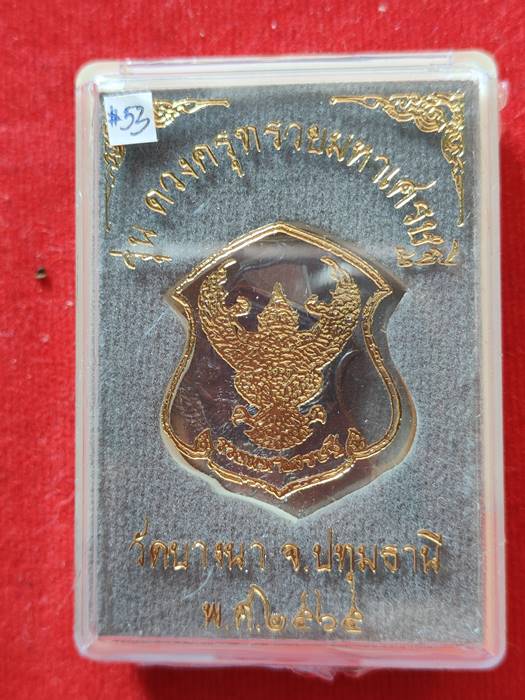 #53
รุ่น ดวงครุฑรวยมหาเศรษฐี
วัดบางนา จ.ปทุมธานี
พ.ศ.๒๕๖๕